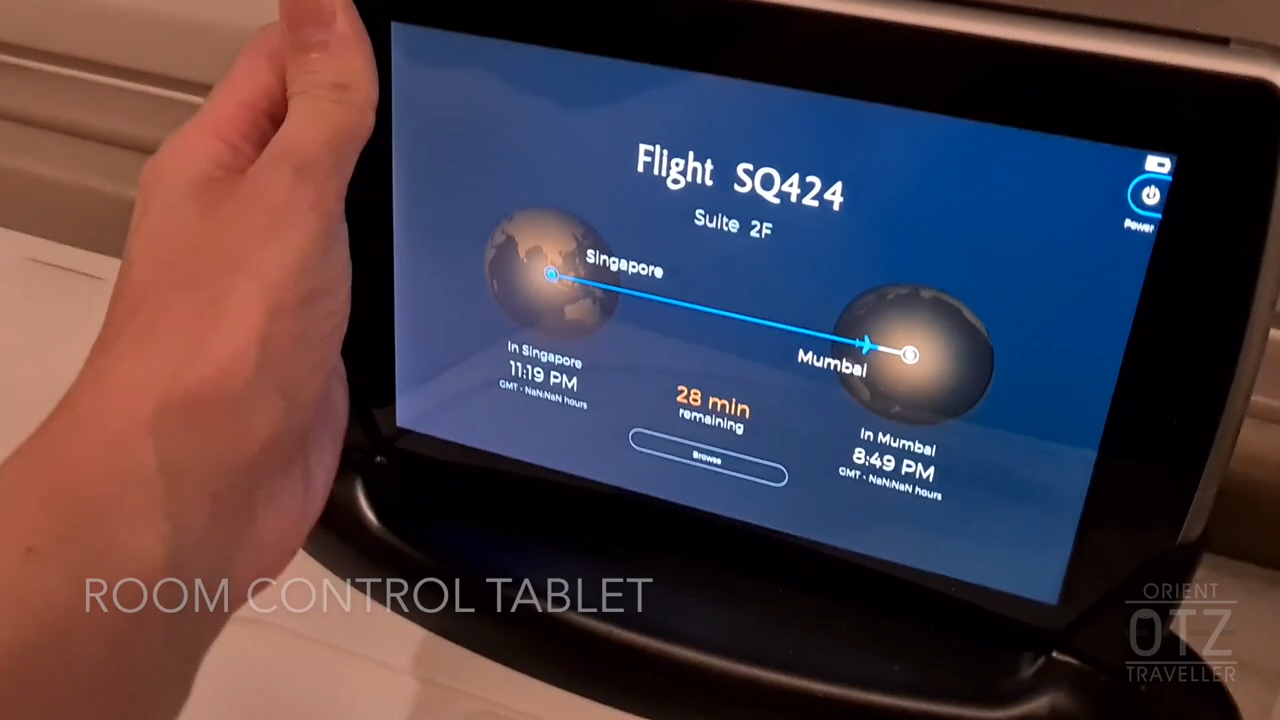 Flight SQ424
Suite 2F
Power
Singapore
Mumbai
In Singapore
11:19 PM
GMT - NaN:NaN hours
28 min
remaining
Browse
In Mumbai
8:49 PM
GMT - NaN:NaN hours
ROOM CONTROL TABLET
ORIENT
OTZ
TRAVELLER